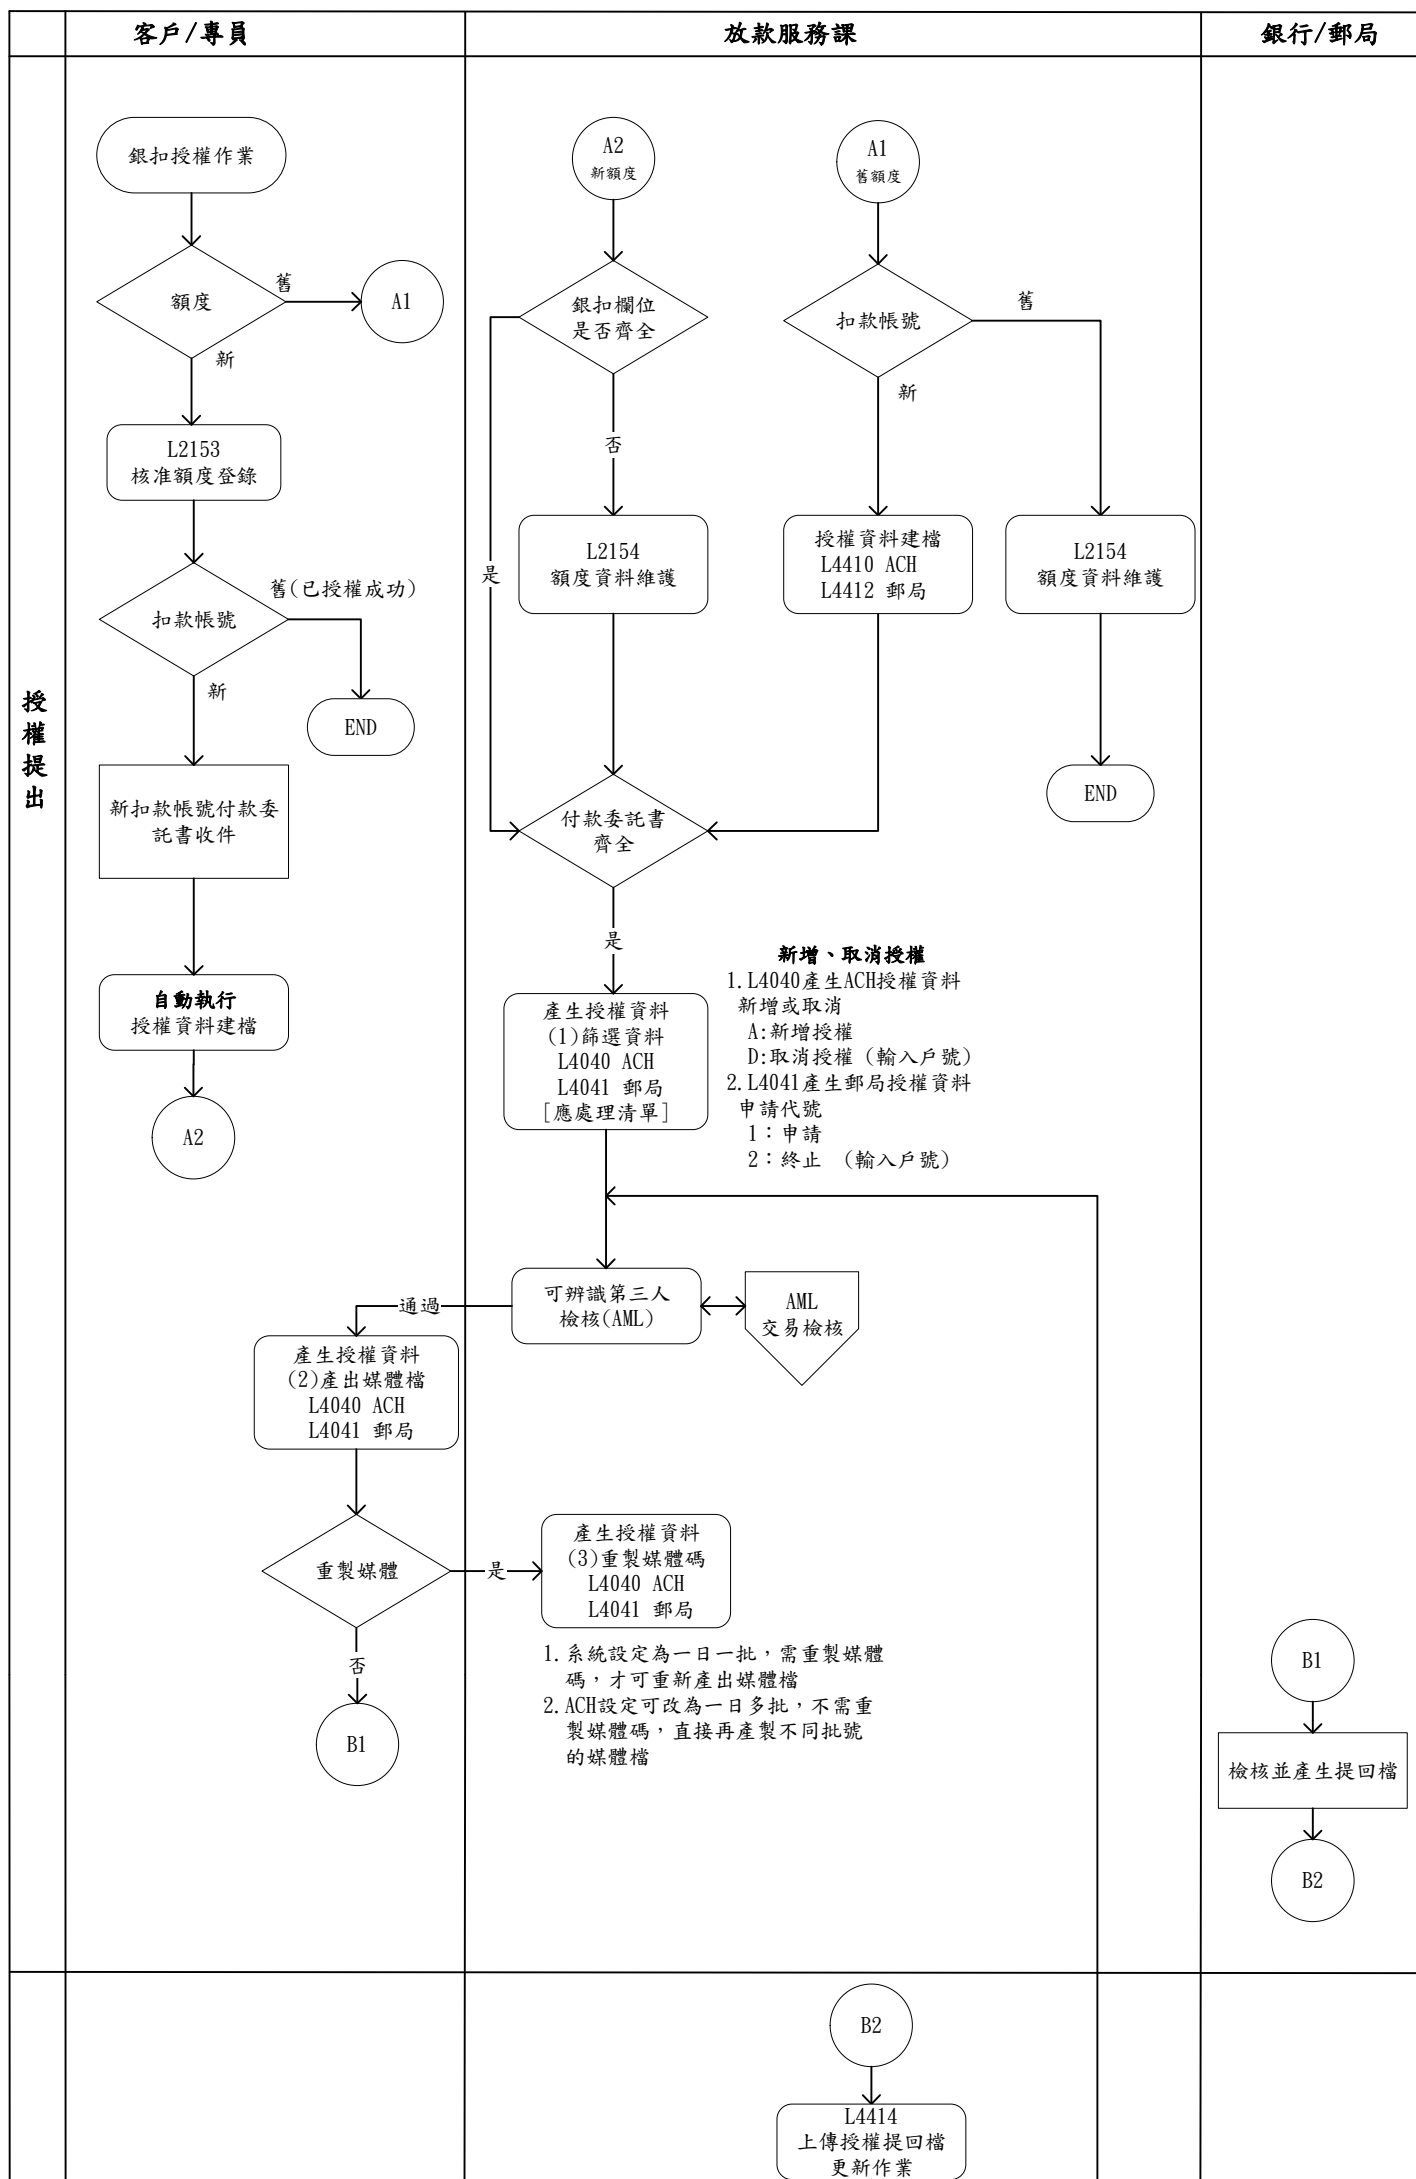 客戶/專員
放款服務課
銀行/郵局
授
權
提
出
銀扣授權作業
額度
舊
A1
新
L2153
核准額度登錄
扣款帳號
舊(已授權成功)
END
新
新扣款帳號付款委
託書收件
自動執行
授權資料建檔
A2
A2
新額度
銀扣欄位
是否齊全
是
否
L2154
額度資料維護
A1
舊額度
扣款帳號
舊
新
授權資料建檔
L4410 ACH
L4412 郵局
L2154
額度資料維護
END
付款委託書
齊全
是
產生授權資料
(1)篩選資料
L4040 ACH
L4041 郵局
[應處理清單]
新增、取消授權
1.L4040產生ACH授權資料
新增或取消
A:新增授權
D:取消授權 (輸入戶號)
2.L4041產生郵局授權資料
申請代號
1：申請
2：終止 （輸入戶號）
可辨識第三人
檢核(AML)
AML
交易檢核
通過
產生授權資料
(2)產出媒體檔
L4040 ACH
L4041 郵局
重製媒體
是
產生授權資料
(3)重製媒體碼
L4040 ACH
L4041 郵局
否
B1
1.系統設定為一日一批，需重製媒體
碼，才可重新產出媒體檔
2.ACH設定可改為一日多批，不需重
製媒體碼，直接再產製不同批號
的媒體檔
B1
檢核並產生提回檔
B2
B2
L4414
上傳授權提回檔
更新作業